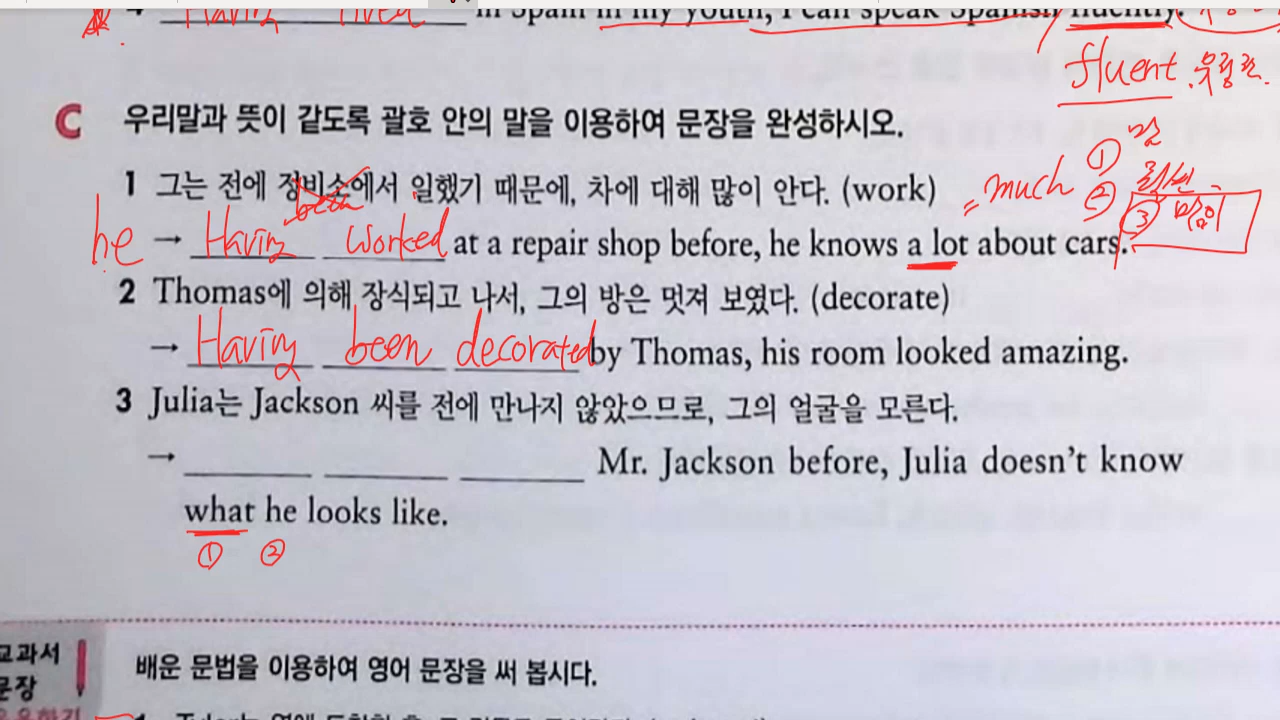 Having lived in Spain in my youth, I can speak Spanish fluently.
fluent 유창한.
C 우리말과 뜻이 같도록 괄호 안의 말을 이용하여 문장을 완성하시오.
1 그는 전에 정비소에서 일했기 때문에, 차에 대해 많이 안다. (work)
= much ① ② ③ 많이
he → Having worked at a repair shop before, he knows a lot about cars.
2 Thomas에 의해 장식되고 나서, 그의 방은 멋져 보였다. (decorate)
→ Having been decorated by Thomas, his room looked amazing.
3 Julia는 Jackson 씨를 전에 만나지 않았으므로, 그의 얼굴을 모른다.
→ Mr. Jackson before, Julia doesn't know
what he looks like.
① ②
교과서
문장
배운 문법을 이용하여 영어 문장을 써 봅시다.